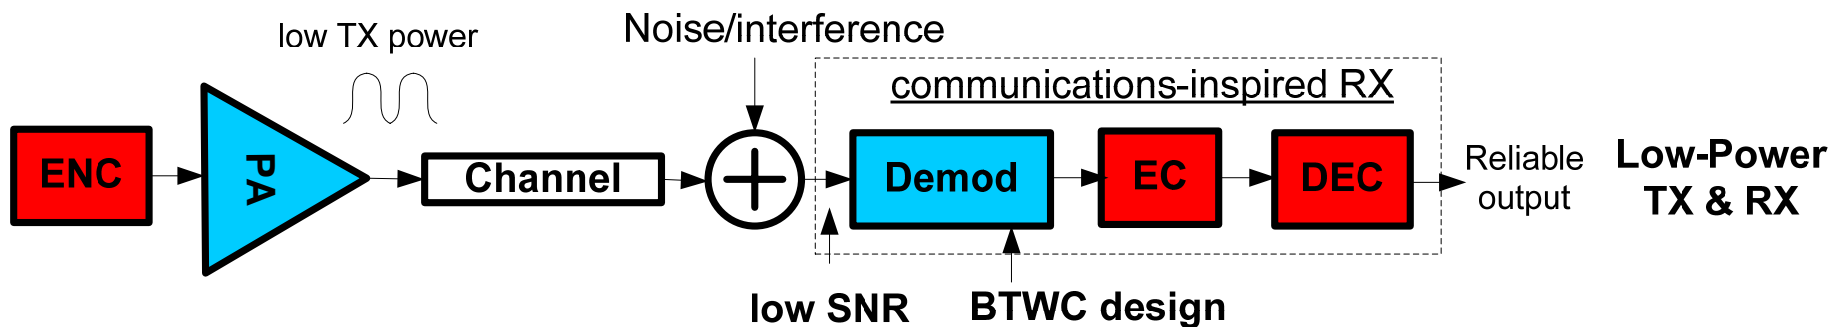 low TX power
Noise/interference
communications-inspired RX
ENC
PA
Channel
Demod
EC
DEC
Reliable
output
Low-Power
TX & RX
low SNR
BTWC design